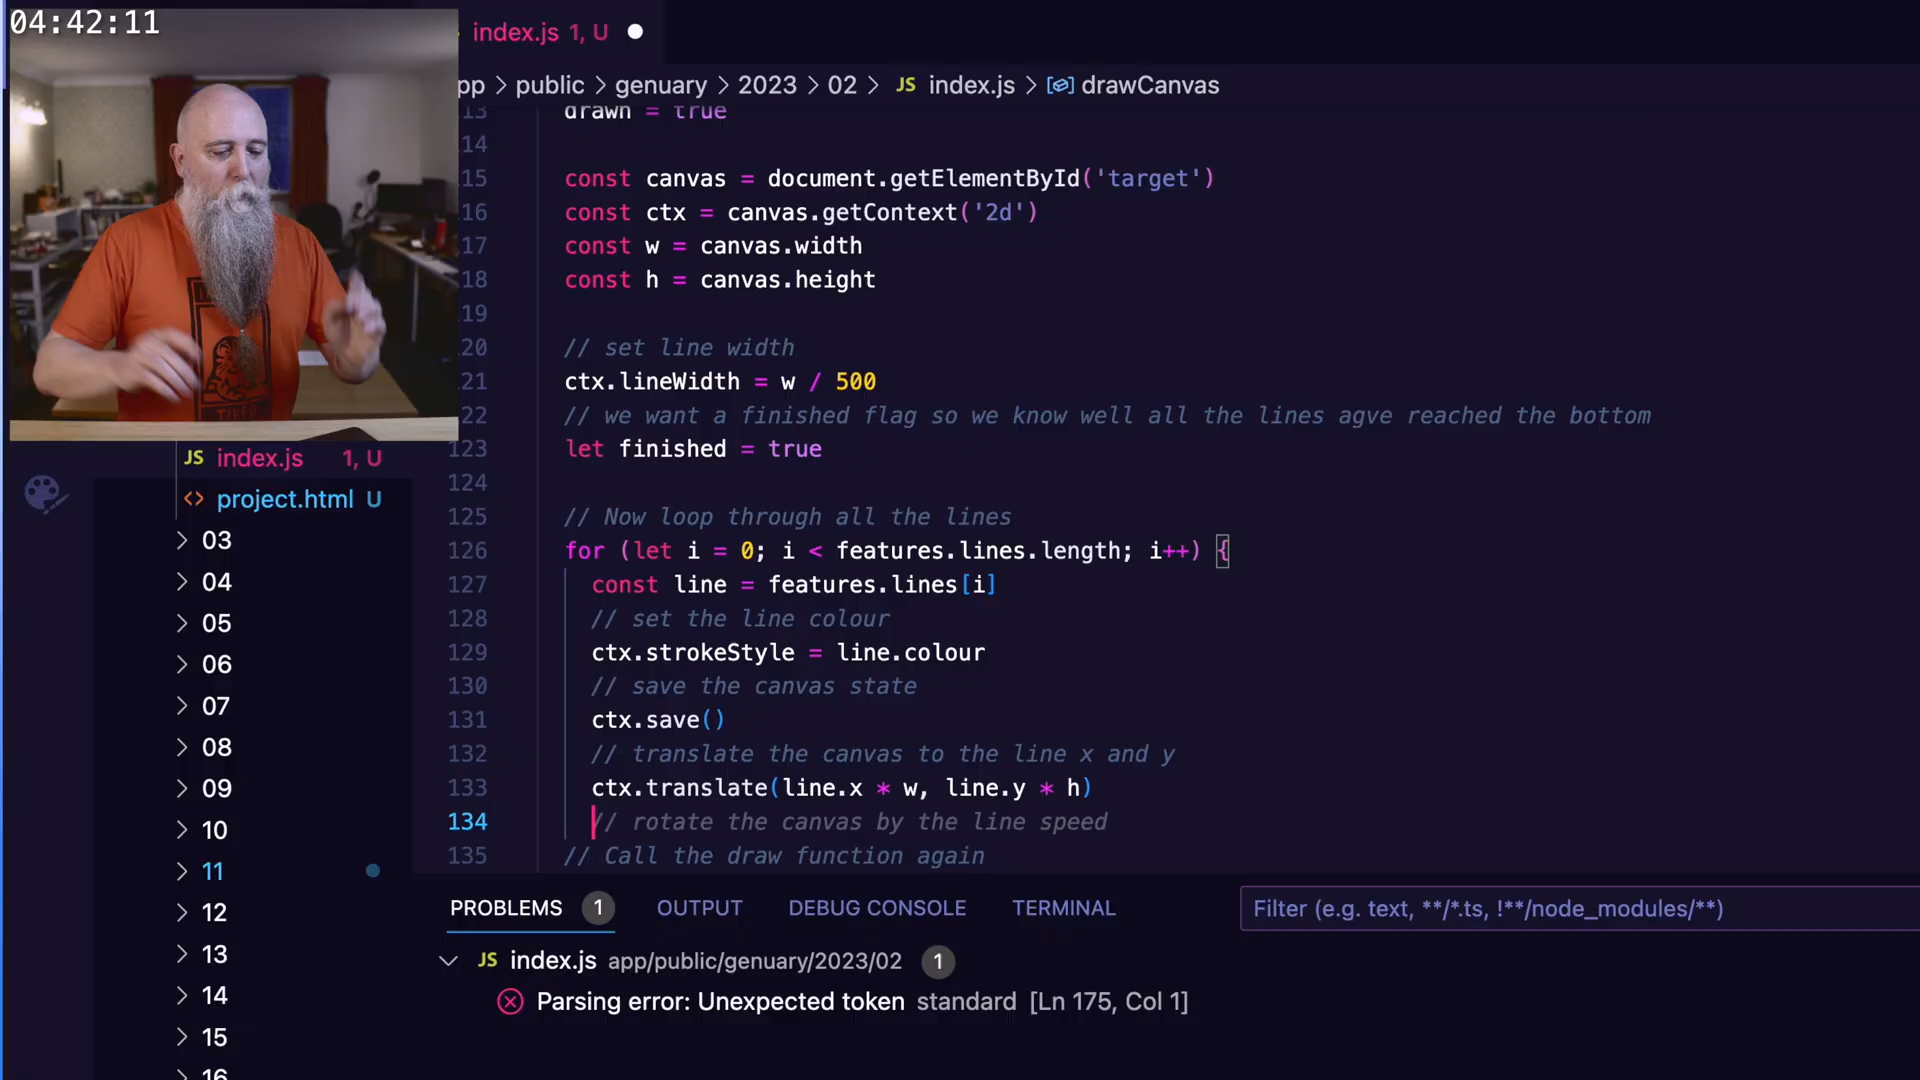 04:42:11
index.js 1, U
pp > public > genuary > 2023 > 02 > JS index.js > drawCanvas
13 drawn = true
14
15 const canvas = document.getElementById('target')
16 const ctx = canvas.getContext('2d')
17 const w = canvas.width
18 const h = canvas.height
19
20 // set line width
21 ctx.lineWidth = w / 500
22 // we want a finished flag so we know well all the lines agve reached the bottom
123 let finished = true
124
125 // Now loop through all the lines
126 for (let i = 0; i < features.lines.length; i++) {
127 const line = features.lines[i]
128 // set the line colour
129 ctx.strokeStyle = line.colour
130 // save the canvas state
131 ctx.save()
132 // translate the canvas to the line x and y
133 ctx.translate(line.x * w, line.y * h)
134 // rotate the canvas by the line speed
135 // Call the draw function again
JS index.js 1, U
<> project.html U
> 03
> 04
> 05
> 06
> 07
> 08
> 09
> 10
> 11
> 12
> 13
> 14
> 15
16
PROBLEMS 1 OUTPUT DEBUG CONSOLE TERMINAL Filter (e.g. text, **/*.ts, !**/node_modules/**)
JS index.js app/public/genuary/2023/02 1
Parsing error: Unexpected token standard [Ln 175, Col 1]